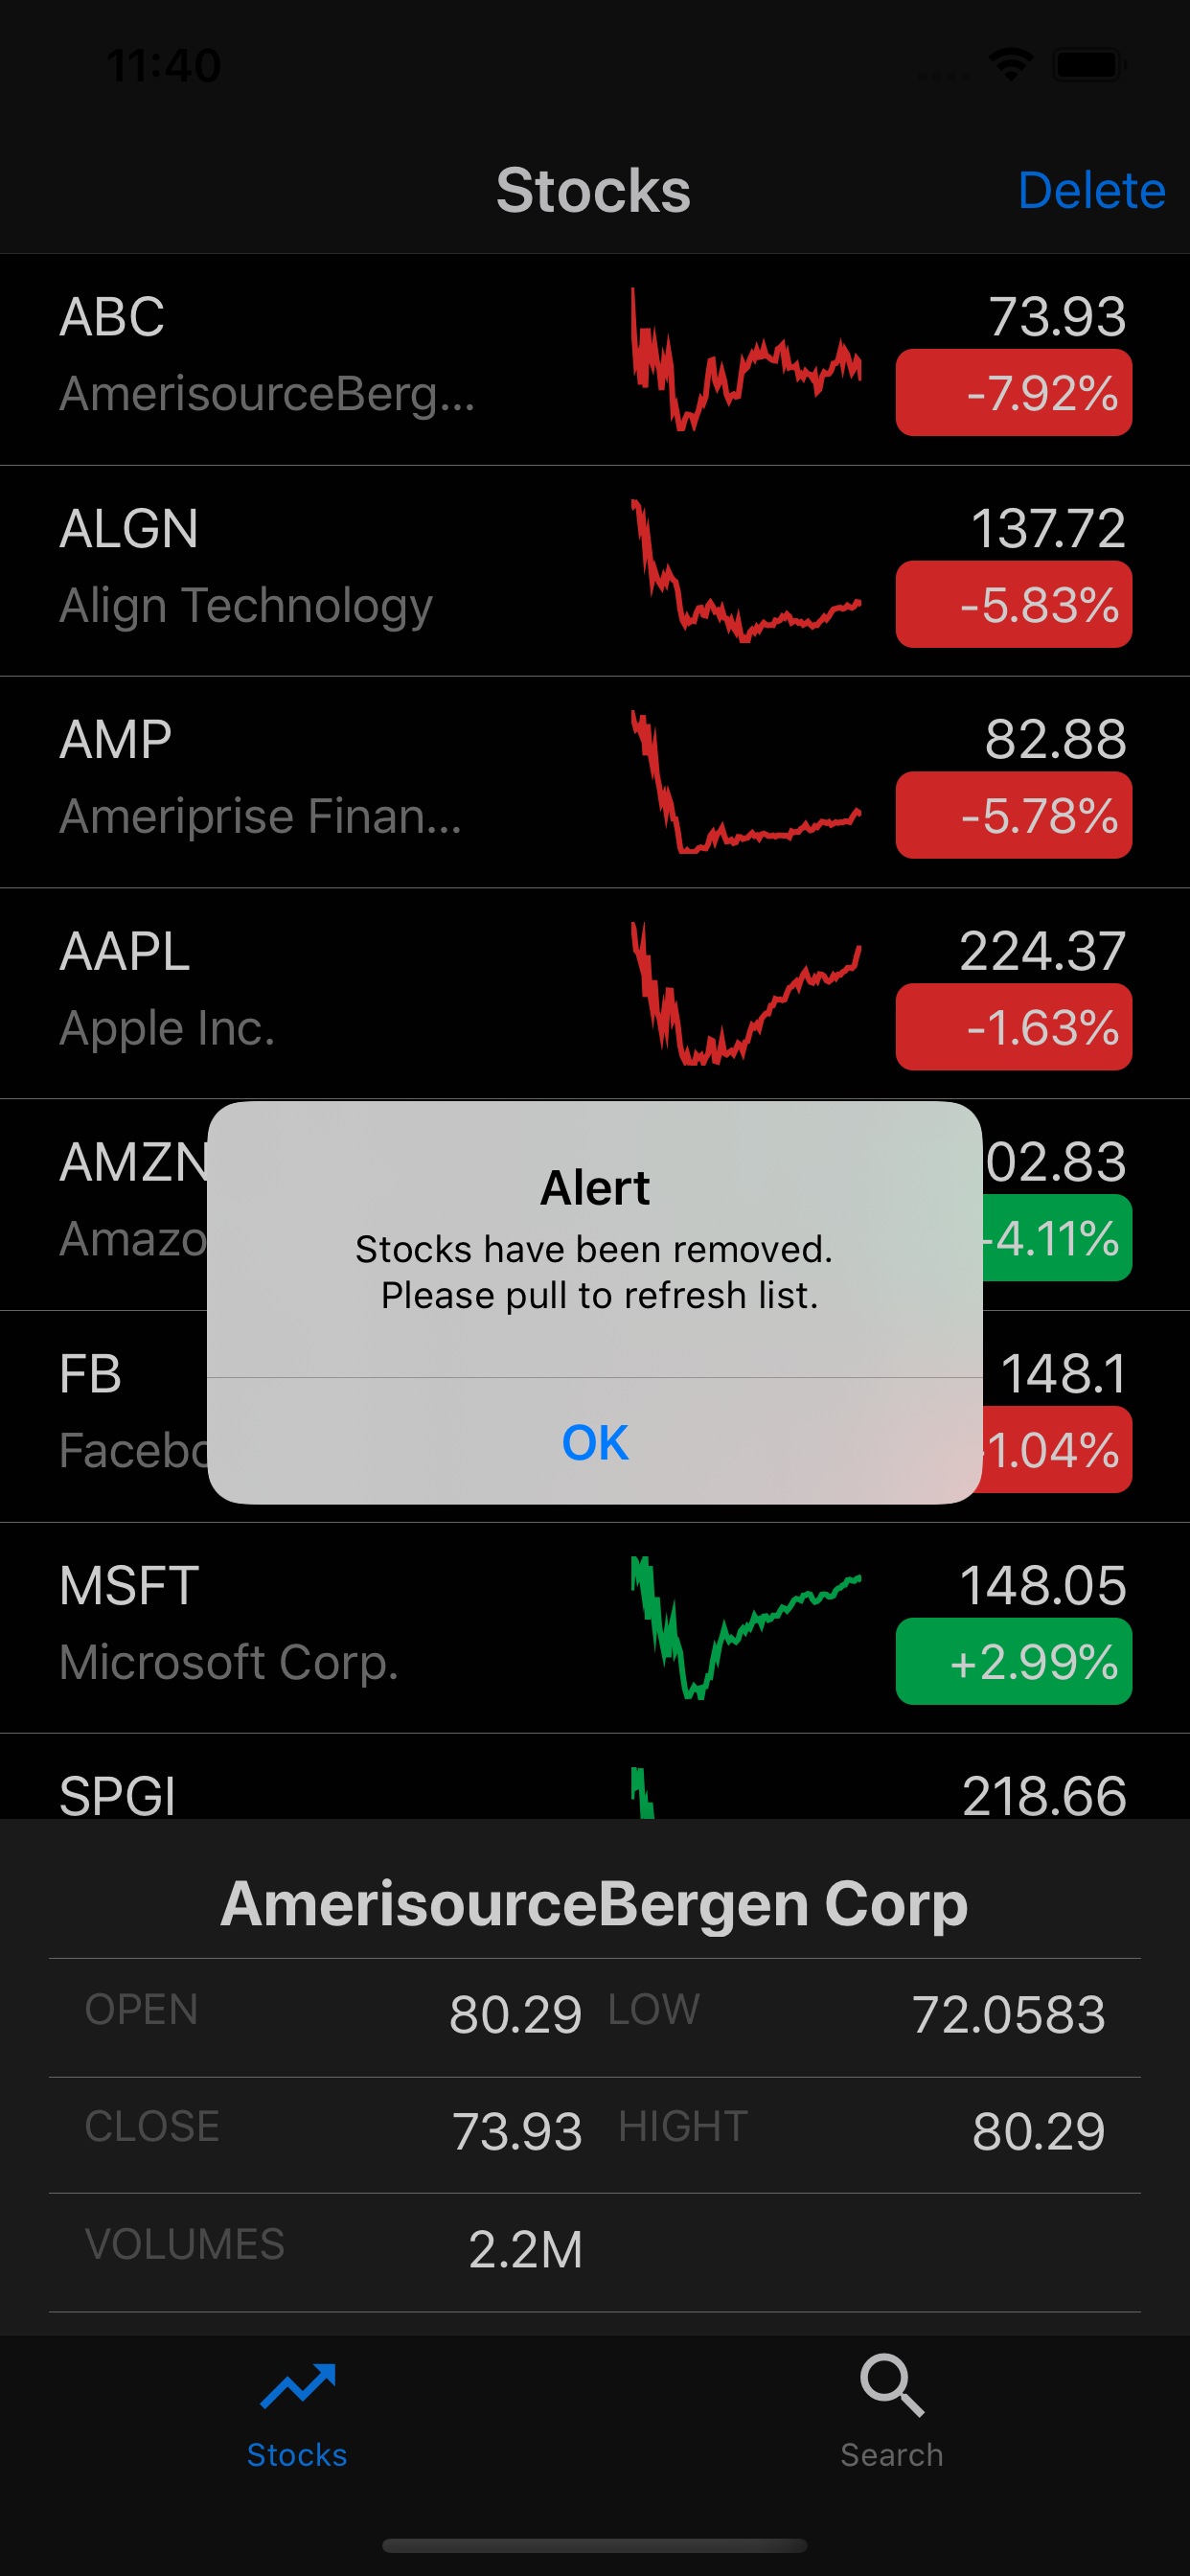 11:40
Stocks
Delete
ABC
73.93
AmerisourceBerg...
-7.92%
ALGN
137.72
Align Technology
-5.83%
AMP
82.88
Ameriprise Finan...
-5.78%
AAPL
224.37
Apple Inc.
-1.63%
AMZN
02.83
Amazo
-4.11%
Alert
Stocks have been removed.
Please pull to refresh list.
OK
FB
148.1
Facebo
1.04%
MSFT
148.05
Microsoft Corp.
+2.99%
SPGI
218.66
AmerisourceBergen Corp
OPEN 80.29 LOW 72.0583
CLOSE 73.93 HIGHT 80.29
VOLUMES 2.2M
Stocks
Search